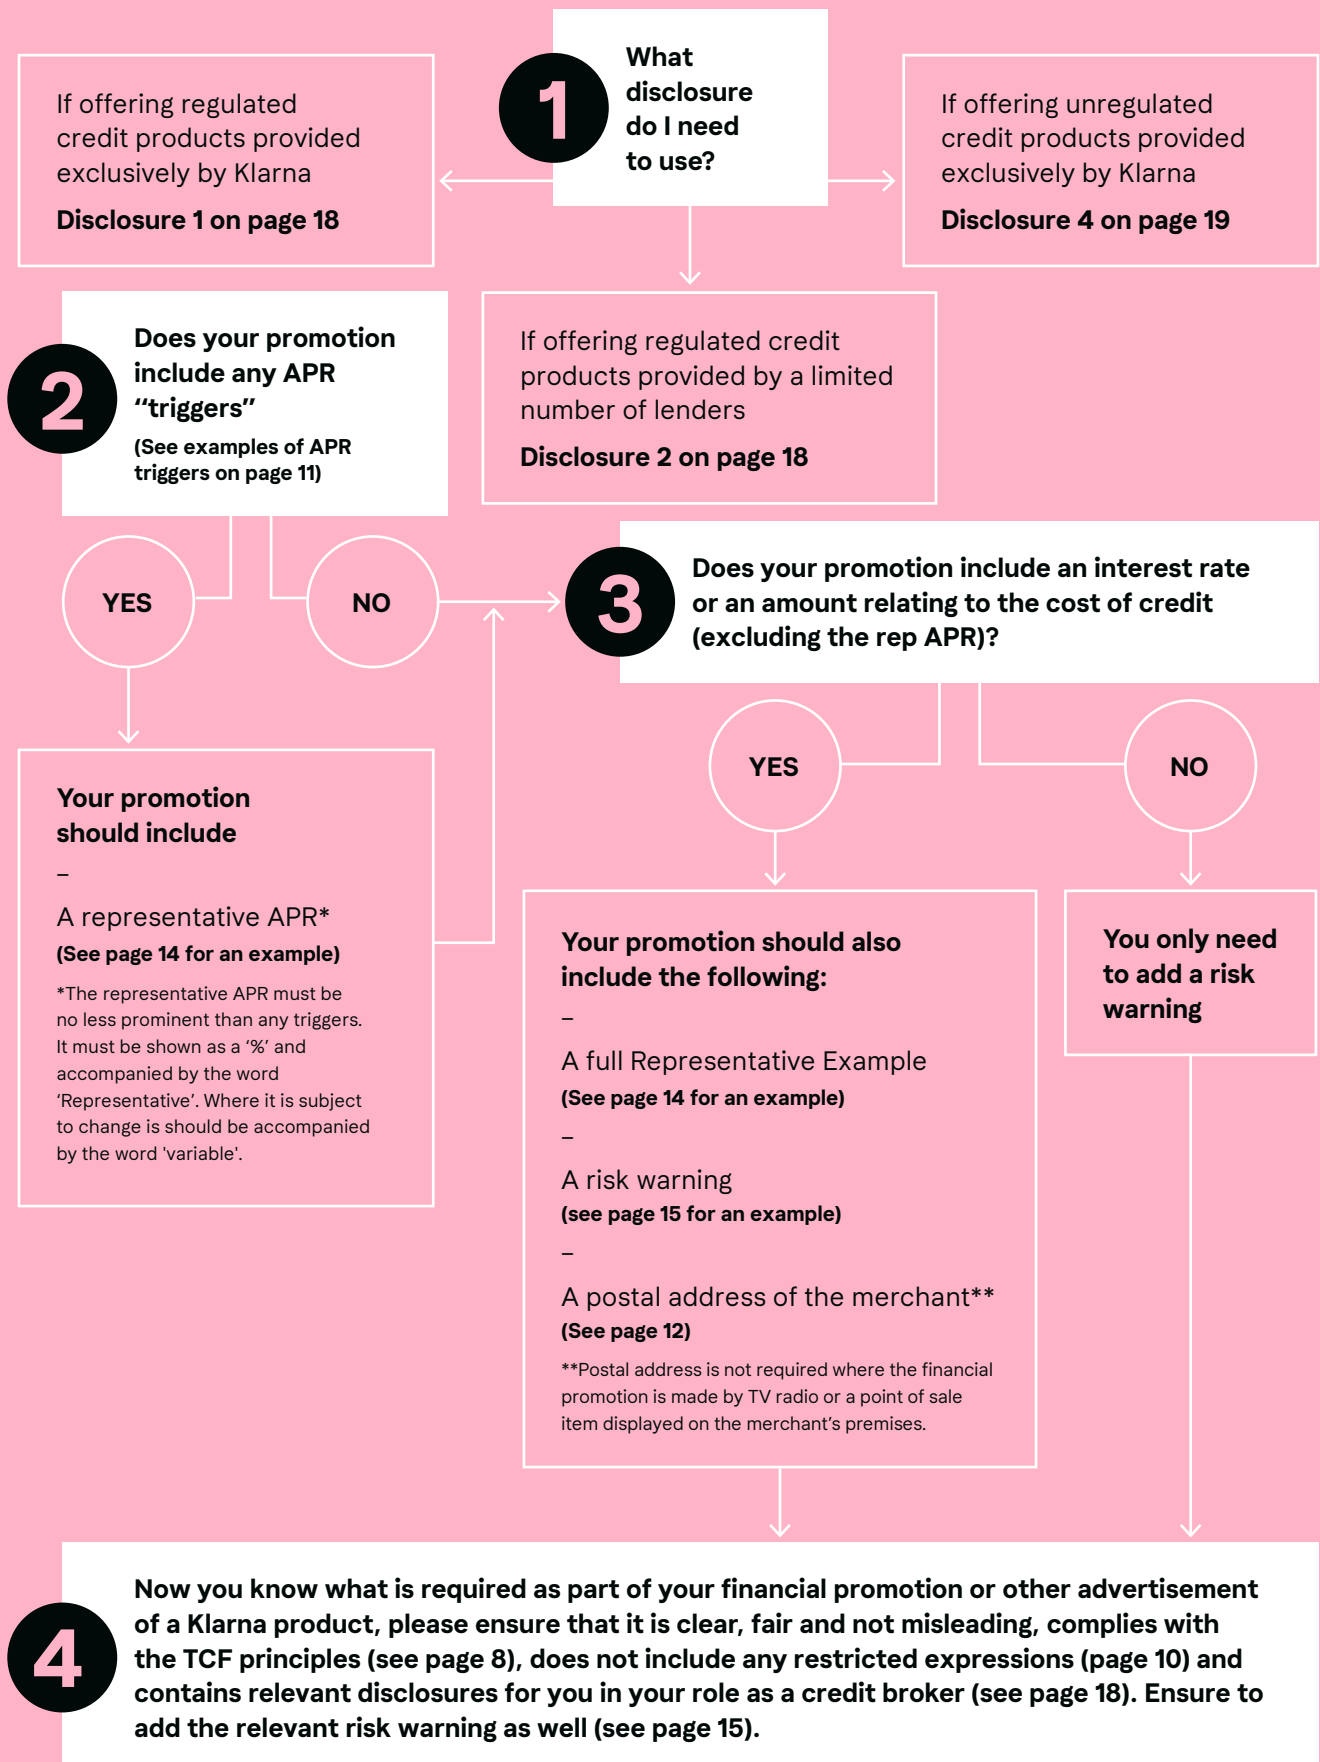 1
What
disclosure
do I need
to use?
If offering regulated
credit products provided
exclusively by Klarna
Disclosure 1 on page 18
If offering unregulated
credit products provided
exclusively by Klarna
Disclosure 4 on page 19
If offering regulated credit
products provided by a limited
number of lenders
Disclosure 2 on page 18
2
Does your promotion
include any APR
“triggers”
(See examples of APR
triggers on page 11)
YES
NO
Your promotion
should include
–
A representative APR*
(See page 14 for an example)
*The representative APR must be
no less prominent than any triggers.
It must be shown as a ‘%’ and
accompanied by the word
‘Representative’. Where it is subject
to change is should be accompanied
by the word 'variable'.
3
Does your promotion include an interest rate
or an amount relating to the cost of credit
(excluding the rep APR)?
YES
NO
Your promotion should also
include the following:
–
A full Representative Example
(See page 14 for an example)
–
A risk warning
(see page 15 for an example)
–
A postal address of the merchant**
(See page 12)
**Postal address is not required where the financial
promotion is made by TV radio or a point of sale
item displayed on the merchant’s premises.
You only need
to add a risk
warning
4
Now you know what is required as part of your financial promotion or other advertisement
of a Klarna product, please ensure that it is clear, fair and not misleading, complies with
the TCF principles (see page 8), does not include any restricted expressions (page 10) and
contains relevant disclosures for you in your role as a credit broker (see page 18). Ensure to
add the relevant risk warning as well (see page 15).